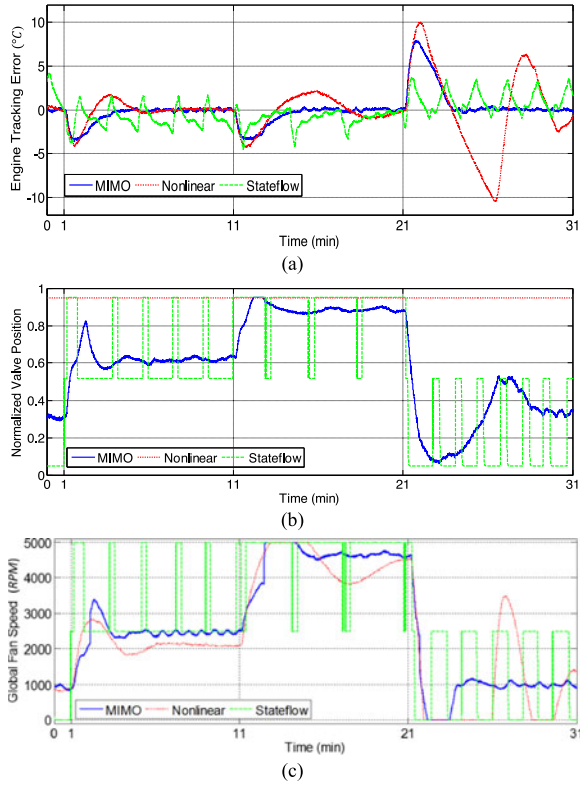 Engine Tracking Error (°C)
10
5
0
-5
-10
MIMO Nonlinear Stateflow
0 1 11 21 31
Time (min)
(a)
Normalized Valve Position
1
0.8
0.6
0.4
0.2
0
MIMO Nonlinear Stateflow
0 1 11 21 31
Time (min)
(b)
Global Fan Speed (RPM)
5000
4000
3000
2000
1000
0
MIMO Nonlinear Stateflow
0 1 11 21 31
Time (min)
(c)